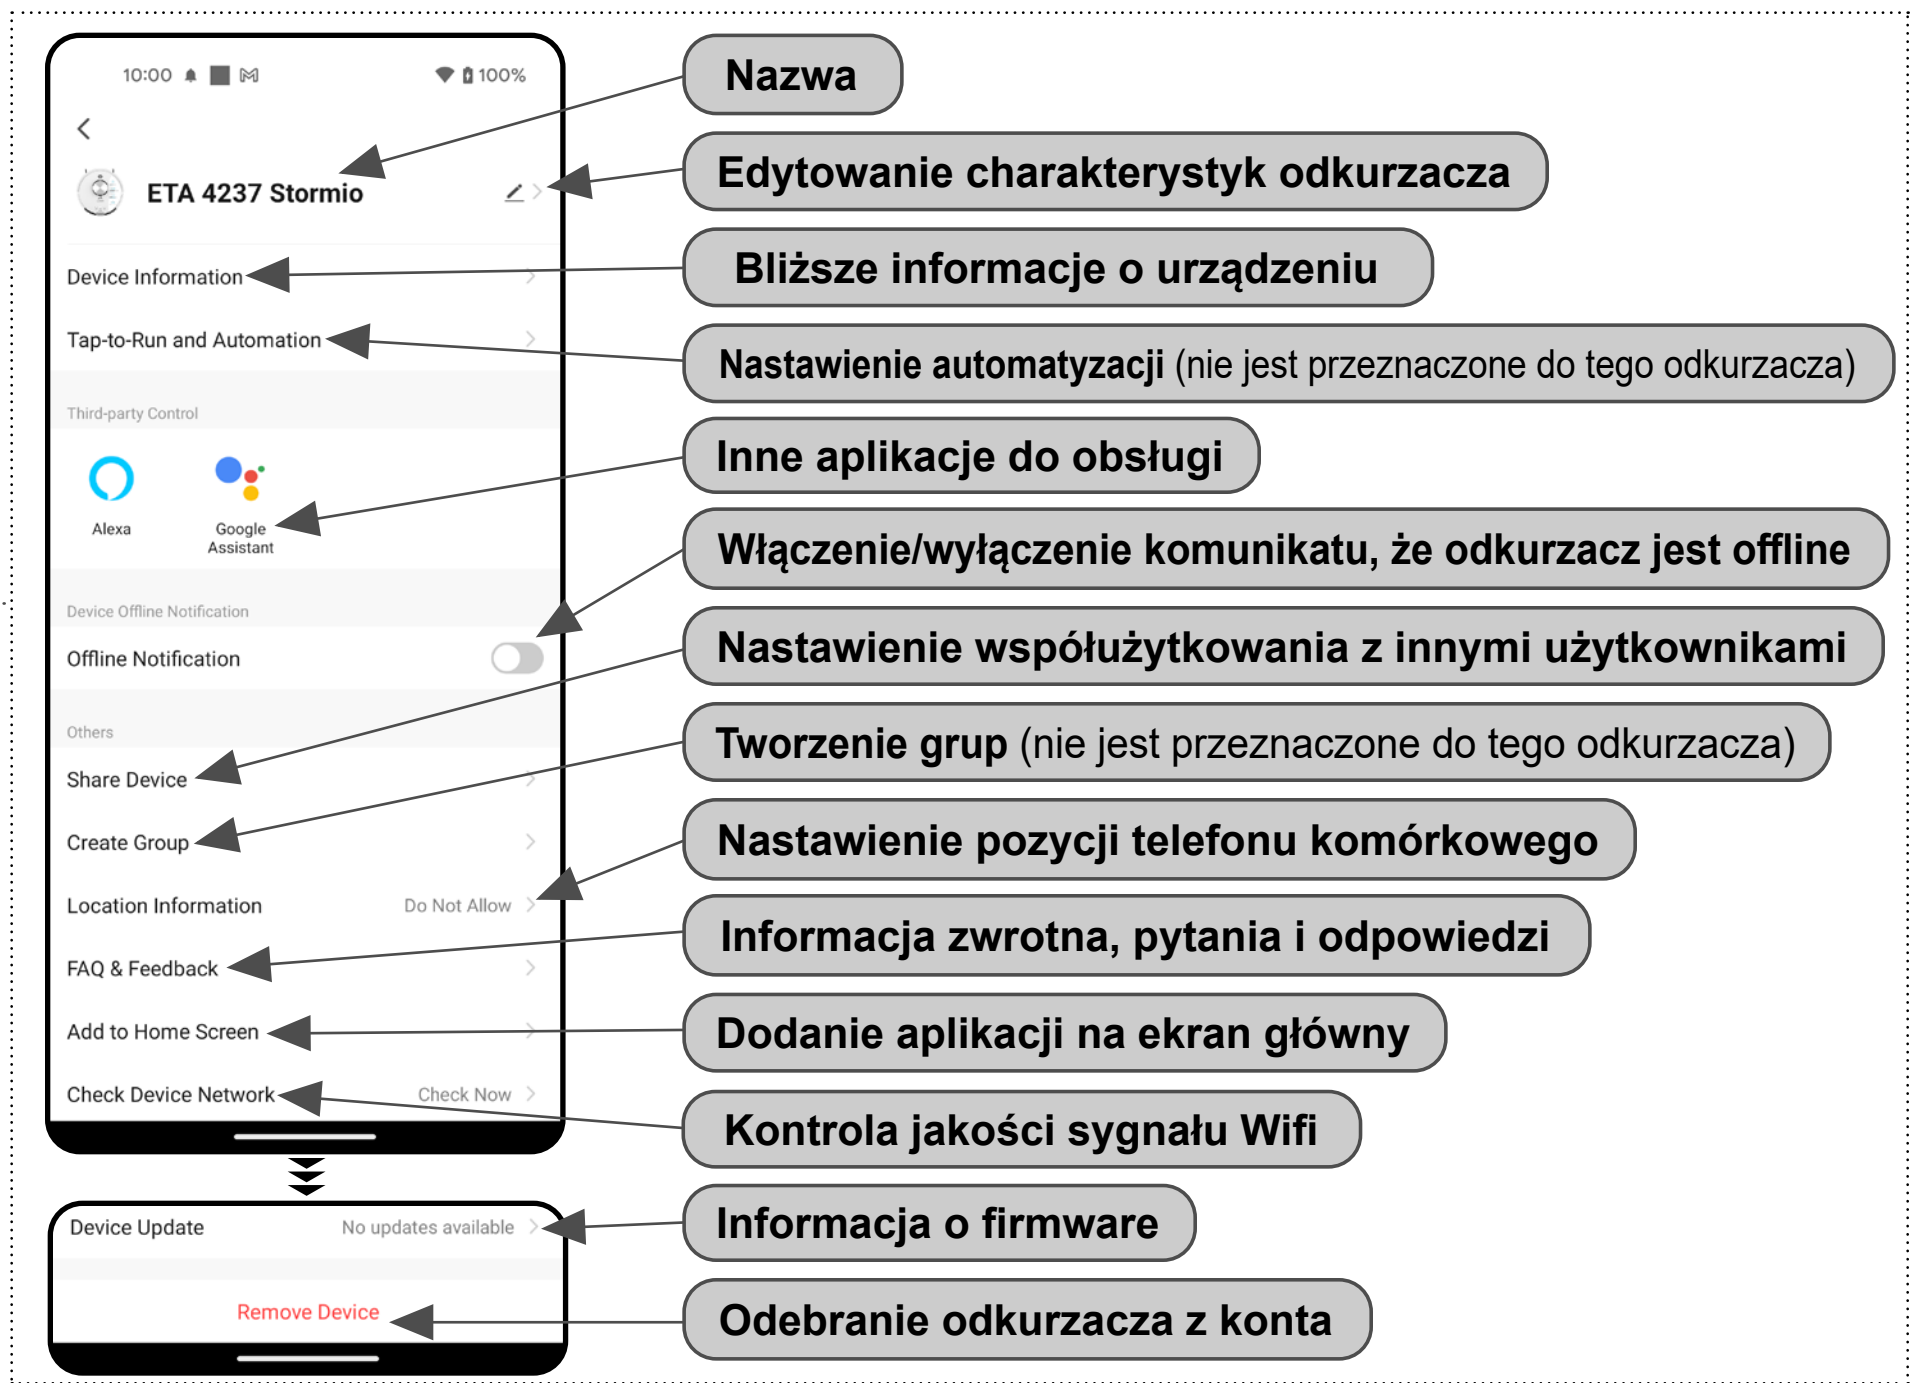 10:00
100%
ETA 4237 Stormio
Device Information
Tap-to-Run and Automation
Third-party Control
Alexa
Google
Assistant
Device Offline Notification
Offline Notification
Others
Share Device
Create Group
Location Information Do Not Allow
FAQ & Feedback
Add to Home Screen
Check Device Network Check Now
Device Update No updates available
Remove Device
Nazwa
Edytowanie charakterystyk odkurzacza
Bliższe informacje o urządzeniu
Nastawienie automatyzacji (nie jest przeznaczone do tego odkurzacza)
Inne aplikacje do obsługi
Włączenie/wyłączenie komunikatu, że odkurzacz jest offline
Nastawienie współużytkowania z innymi użytkownikami
Tworzenie grup (nie jest przeznaczone do tego odkurzacza)
Nastawienie pozycji telefonu komórkowego
Informacja zwrotna, pytania i odpowiedzi
Dodanie aplikacji na ekran główny
Kontrola jakości sygnału Wifi
Informacja o firmware
Odebranie odkurzacza z konta